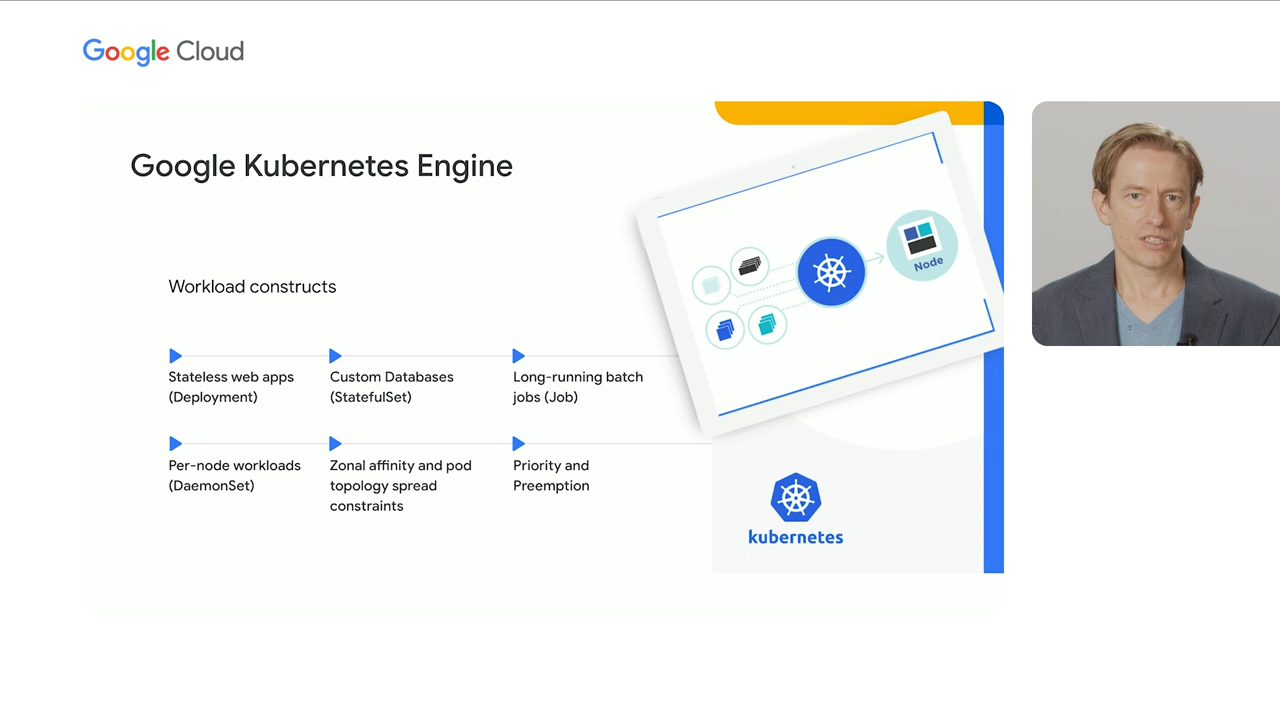 Google Cloud
Google Kubernetes Engine
Workload constructs
Stateless web apps
(Deployment)
Custom Databases
(StatefulSet)
Long-running batch
jobs (Job)
Per-node workloads
(DaemonSet)
Zonal affinity and pod
topology spread
constraints
Priority and
Preemption
Node
kubernetes